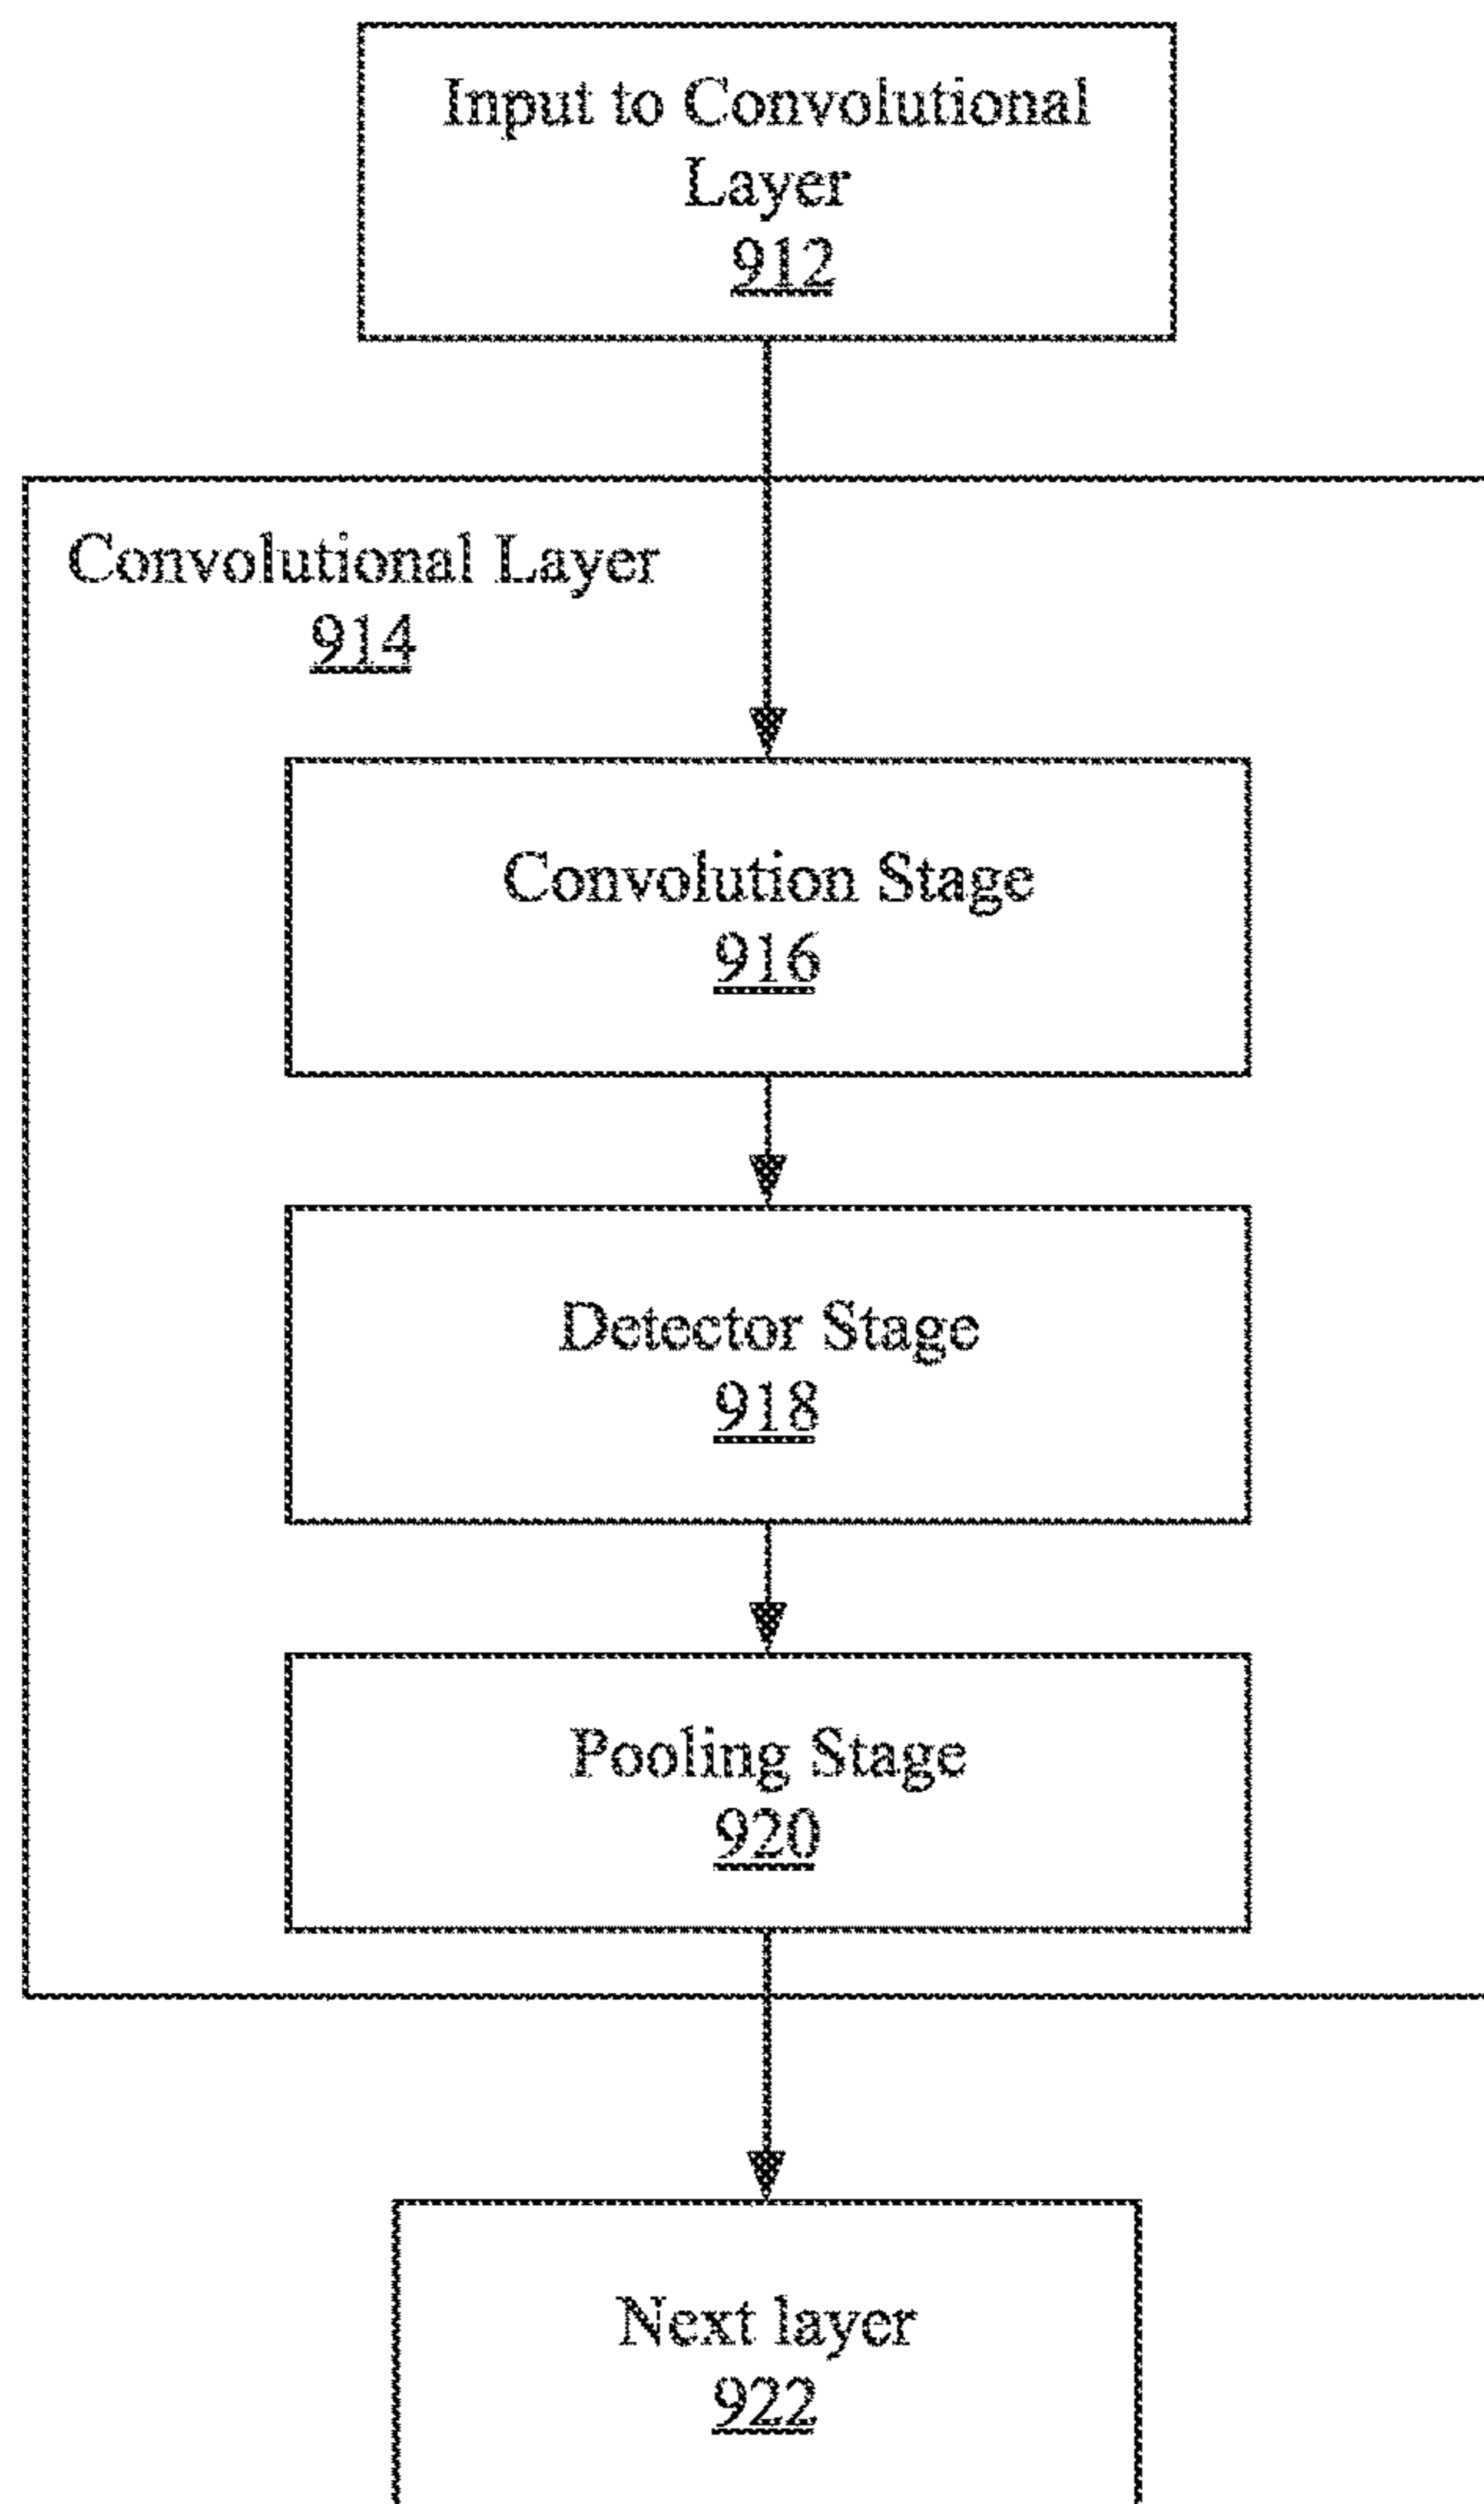 Input to Convolutional
Layer
912
Convolutional Layer
914
Convolution Stage
916
Detector Stage
918
Pooling Stage
920
Next layer
922